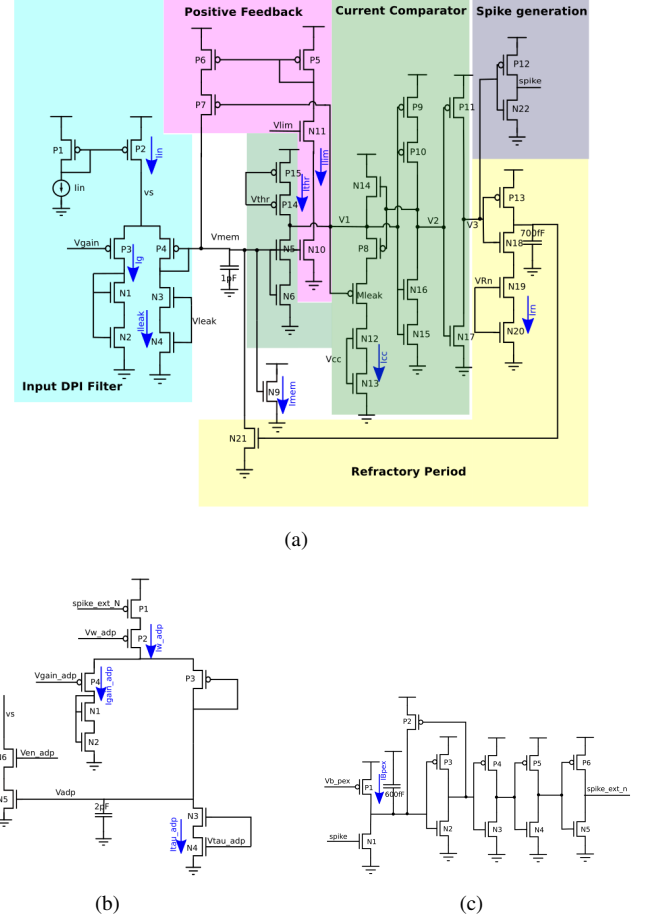 Positive Feedback
Current Comparator
Spike generation
P6
P5
P12
spike
P7
P9
P11
N22
Vlim
N11
P1
P2
Iin
P15
Ilim
P10
Iin
Ithr
N14
P13
vs
Vthr
P14
V1
V2
V3
700fF
Vgain
P3
P4
Vmem
N5
N10
P8
N18
Ig
1pF
N1
N3
N6
Mleak
N16
VRn
N19
Ileak
Vleak
N2
N4
N12
N15
N17
N20
Irn
Vcc
Icc
Input DPI Filter
N9
Imem
N13
N21
Refractory Period
(a)
spike_ext_N
P1
Vw_adp
P2
Iw_adp
Vgain_adp
P4
Igain_adp
P3
vs
N1
N2
N6
Ven_adp
N5
Vadp
2pF
N3
Itau_adp
N4
Vtau_adp
(b)
P2
Vb_pex
P1
IBpex
600fF
P3
P4
P5
P6
spike_ext_n
spike
N1
N2
N3
N4
N5
(c)